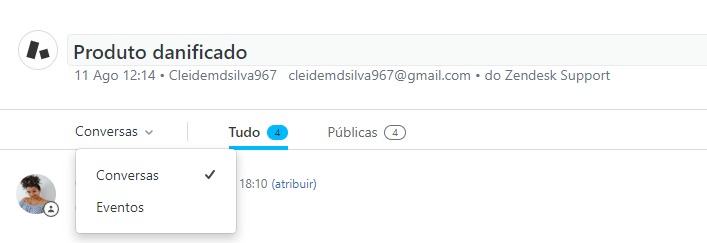 Produto danificado
11 Ago 12:14 • Cleidemdsilva967 cleidemdsilva967@gmail.com • do Zendesk Support
Conversas Tudo 4 Públicas 4
Conversas
18:10 (atribuir)
Eventos